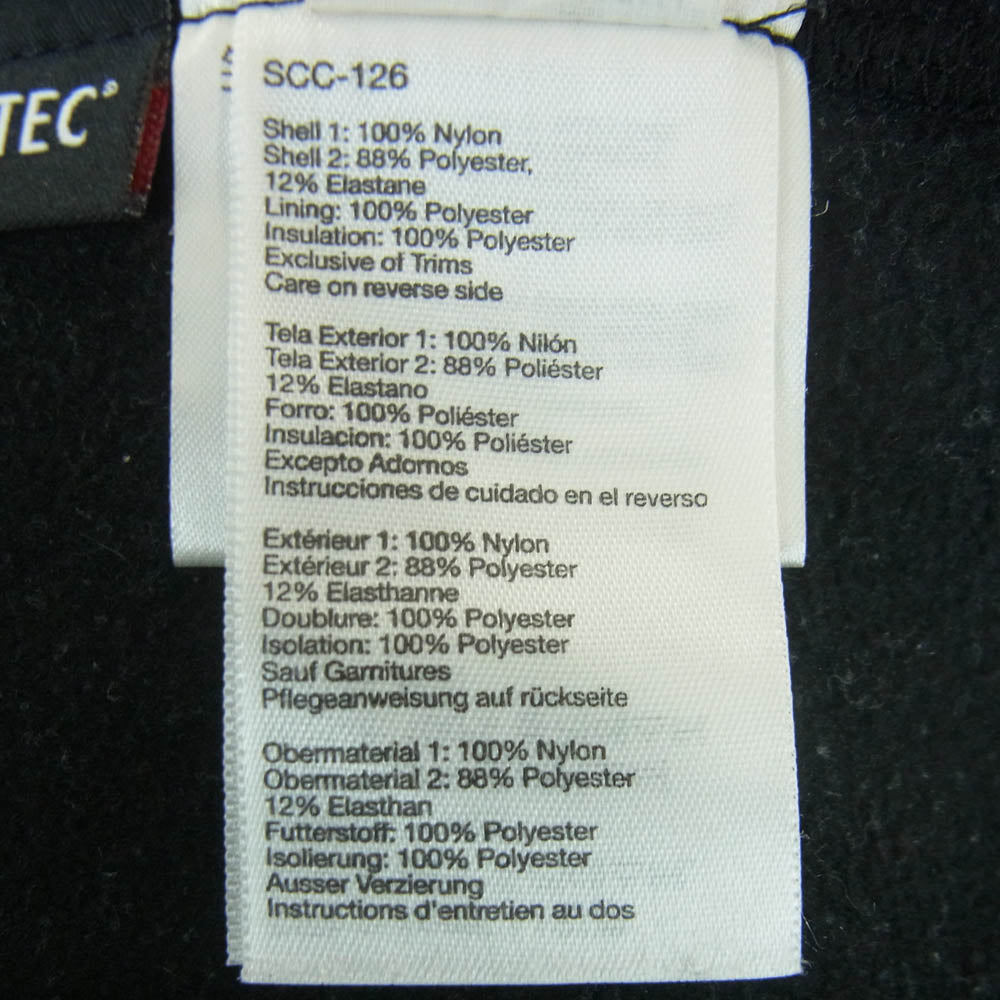 TEC®
SCC-126
Shell 1: 100% Nylon
Shell 2: 88% Polyester,
12% Elastane
Lining: 100% Polyester
Insulation: 100% Polyester
Exclusive of Trims
Care on reverse side
Tela Exterior 1: 100% Nilón
Tela Exterior 2: 88% Poliéster
12% Elastano
Forro: 100% Poliéster
Insulacion: 100% Poliéster
Excepto Adornos
Instrucciones de cuidado en el reverso
Extérieur 1: 100% Nylon
Extérieur 2: 88% Polyester
12% Elasthanne
Doublure: 100% Polyester
Isolation: 100% Polyester
Sauf Garnitures
Pflegeanweisung auf rückseite
Obermaterial 1: 100% Nylon
Obermaterial 2: 88% Polyester
12% Elasthan
Futterstoff: 100% Polyester
Isolierung: 100% Polyester
Ausser Verzierung
Instructions d'entretien au dos